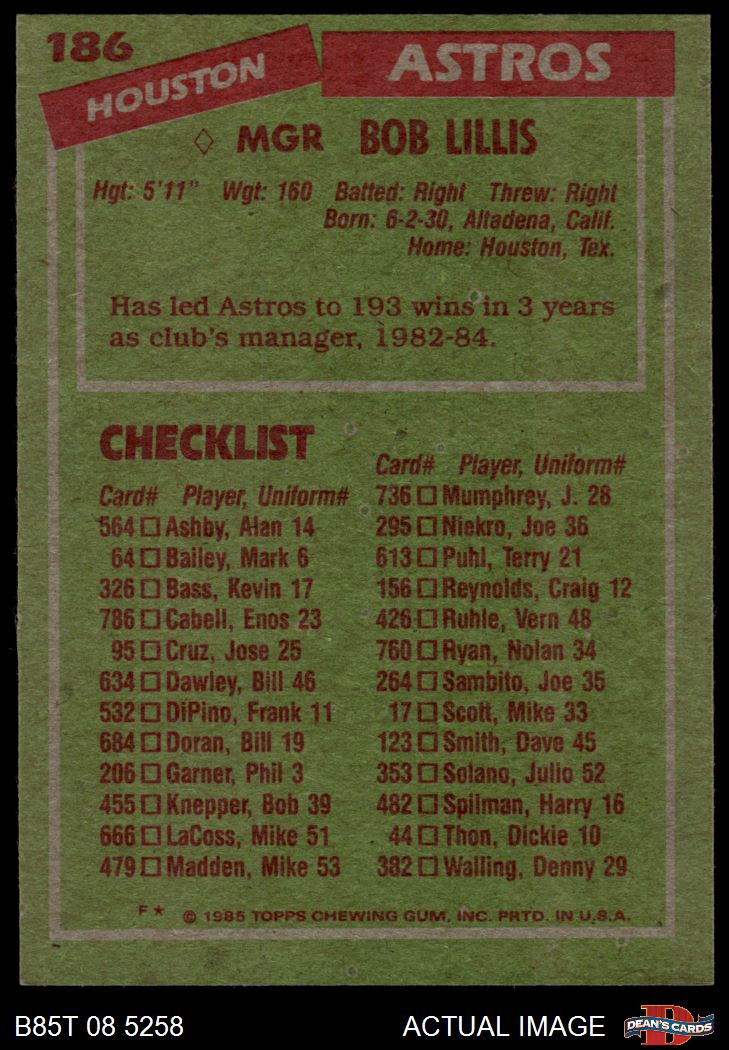 186
HOUSTON ASTROS
◊ MGR BOB LILLIS
Hgt: 5'11" Wgt: 160 Batted: Right Threw: Right
Born: 6-2-30, Altadena, Calif.
Home: Houston, Tex.
Has led Astros to 193 wins in 3 years
as club's manager, 1982-84.
CHECKLIST
Card# Player, Uniform#
564 □ Ashby, Alan 14
64 □ Bailey, Mark 6
326 □ Bass, Kevin 17
786 □ Cabell, Enos 23
95 □ Cruz, Jose 25
634 □ Dawley, Bill 46
532 □ DiPino, Frank 11
684 □ Doran, Bill 19
206 □ Garner, Phil 3
455 □ Knepper, Bob 39
666 □ LaCoss, Mike 51
479 □ Madden, Mike 53
Card# Player, Uniform#
736 □ Mumphrey, J. 28
295 □ Niekro, Joe 36
613 □ Puhl, Terry 21
156 □ Reynolds, Craig 12
426 □ Ruhle, Vern 48
760 □ Ryan, Nolan 34
264 □ Sambito, Joe 35
17 □ Scott, Mike 33
123 □ Smith, Dave 45
353 □ Solano, Julio 52
482 □ Spilman, Harry 16
44 □ Thon, Dickie 10
382 □ Walling, Denny 29
F★ © 1985 TOPPS CHEWING GUM, INC. PRTD. IN U.S.A.
B85T 08 5258 ACTUAL IMAGE
DEAN'S CARDS